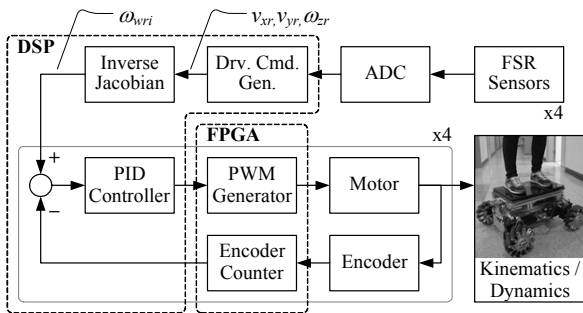 ω_wri
v_xr,v_yr,ω_zr
DSP
Inverse
Jacobian
Drv. Cmd.
Gen.
ADC
FSR
Sensors
x4
FPGA
x4
+
PID
Controller
PWM
Generator
Motor
−
Encoder
Counter
Encoder
Kinematics /
Dynamics